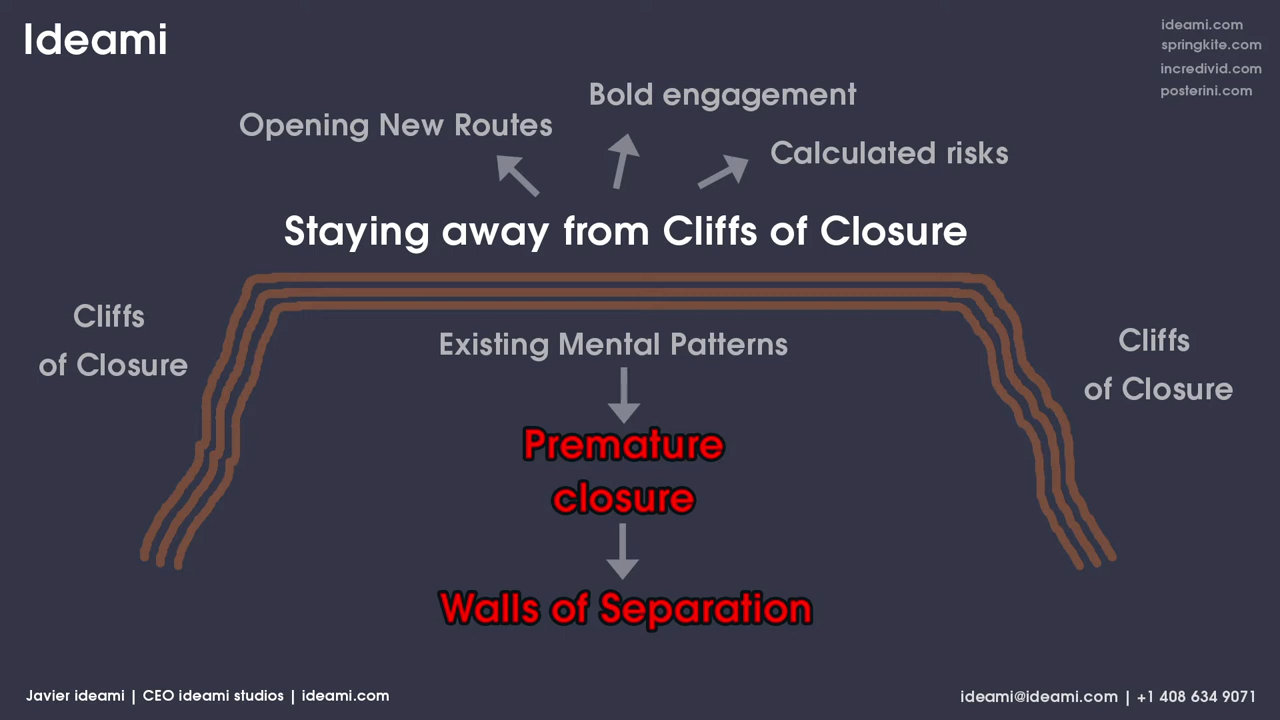 Ideami
ideami.com
springkite.com
incredivid.com
posterini.com
Bold engagement
Opening New Routes
Calculated risks
Staying away from Cliffs of Closure
Cliffs
of Closure
Existing Mental Patterns
Cliffs
of Closure
Premature
closure
Walls of Separation
Javier ideami | CEO ideami studios | ideami.com
ideami@ideami.com | +1 408 634 9071